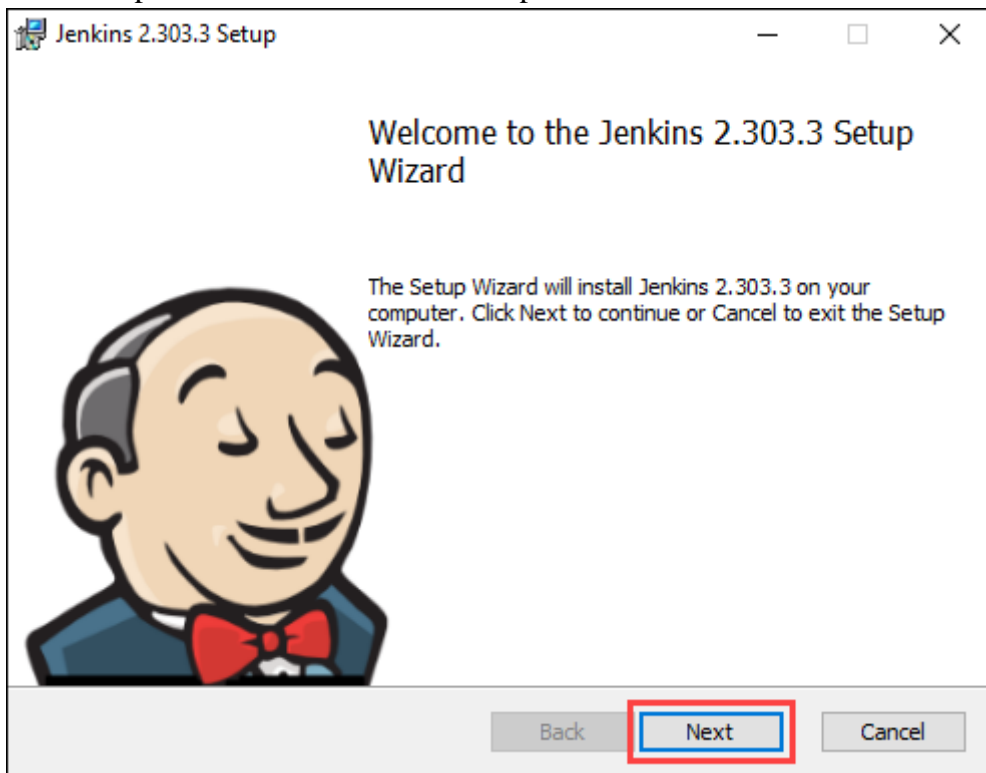 Jenkins 2.303.3 Setup
Welcome to the Jenkins 2.303.3 Setup
Wizard
The Setup Wizard will install Jenkins 2.303.3 on your
computer. Click Next to continue or Cancel to exit the Setup
Wizard.
Back Next Cancel